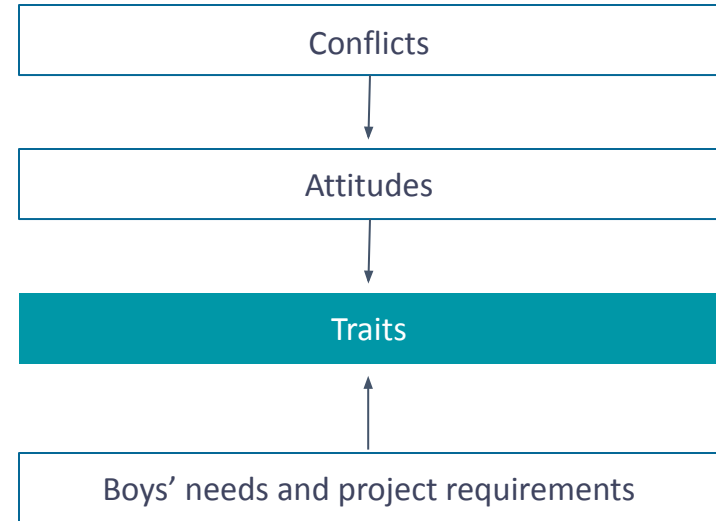 Conflicts
Attitudes
Traits
Boys’ needs and project requirements